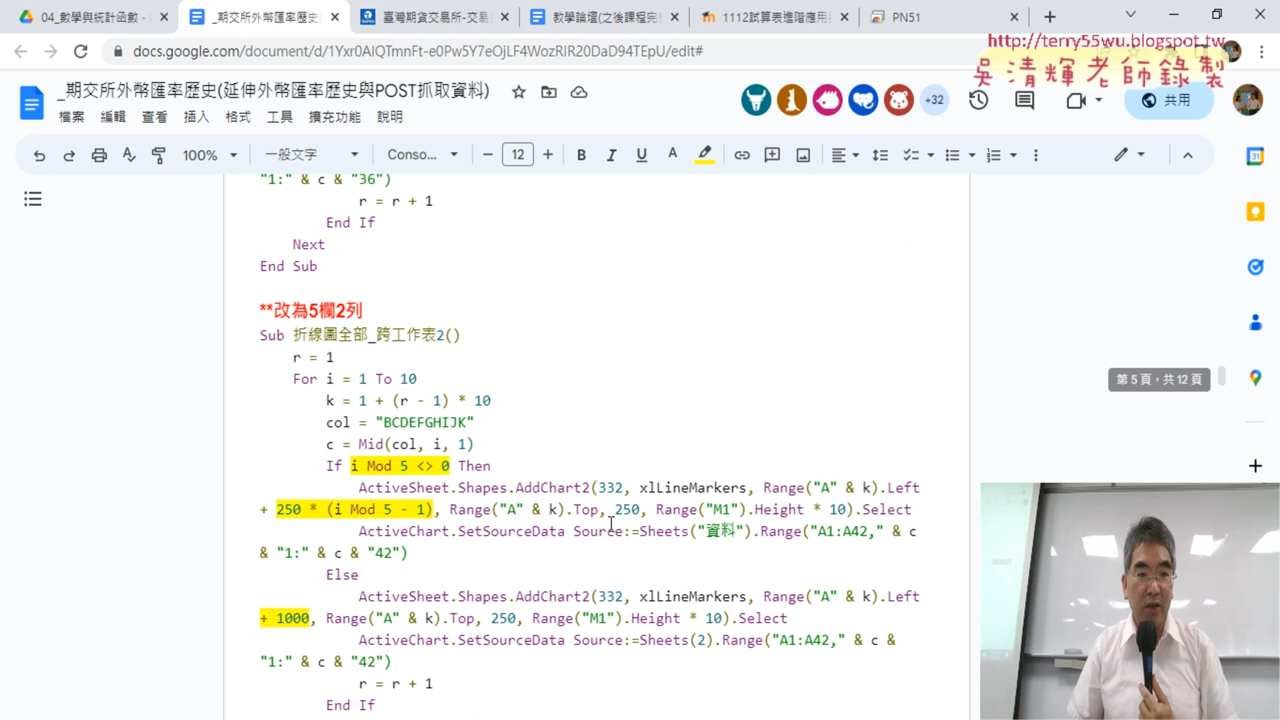 04_數學與統計函數 - G
_期交所外幣匯率歷史
臺灣期貨交易所-交易
教學論壇(之後課程完
1112試算表進階應用
PN51
docs.google.com/document/d/1Yxr0AlQTmnFt-e0Pw5Y7eOjLF4WozRlR20DaD94TEpU/edit#
http://terry55wu.blogspot.tw
吳清輝老師錄製
_期交所外幣匯率歷史(延伸外幣匯率歷史與POST抓取資料)
+32
共用
檔案 編輯 查看 插入 格式 工具 擴充功能 說明
100% 一般文字 Conso... 12
"1:" & c & "36")
r = r + 1
End If
Next
End Sub
**改為5欄2列
Sub 折線圖全部_跨工作表2()
r = 1
For i = 1 To 10
k = 1 + (r - 1) * 10
col = "BCDEFGHIJK"
c = Mid(col, i, 1)
If i Mod 5 <> 0 Then
ActiveSheet.Shapes.AddChart2(332, xlLineMarkers, Range("A" & k).Left
+ 250 * (i Mod 5 - 1), Range("A" & k).Top, 250, Range("M1").Height * 10).Select
ActiveChart.SetSourceData Source:=Sheets("資料").Range("A1:A42," & c
& "1:" & c & "42")
Else
ActiveSheet.Shapes.AddChart2(332, xlLineMarkers, Range("A" & k).Left
+ 1000, Range("A" & k).Top, 250, Range("M1").Height * 10).Select
ActiveChart.SetSourceData Source:=Sheets(2).Range("A1:A42," & c &
"1:" & c & "42")
r = r + 1
End If
第 5 頁，共 12 頁